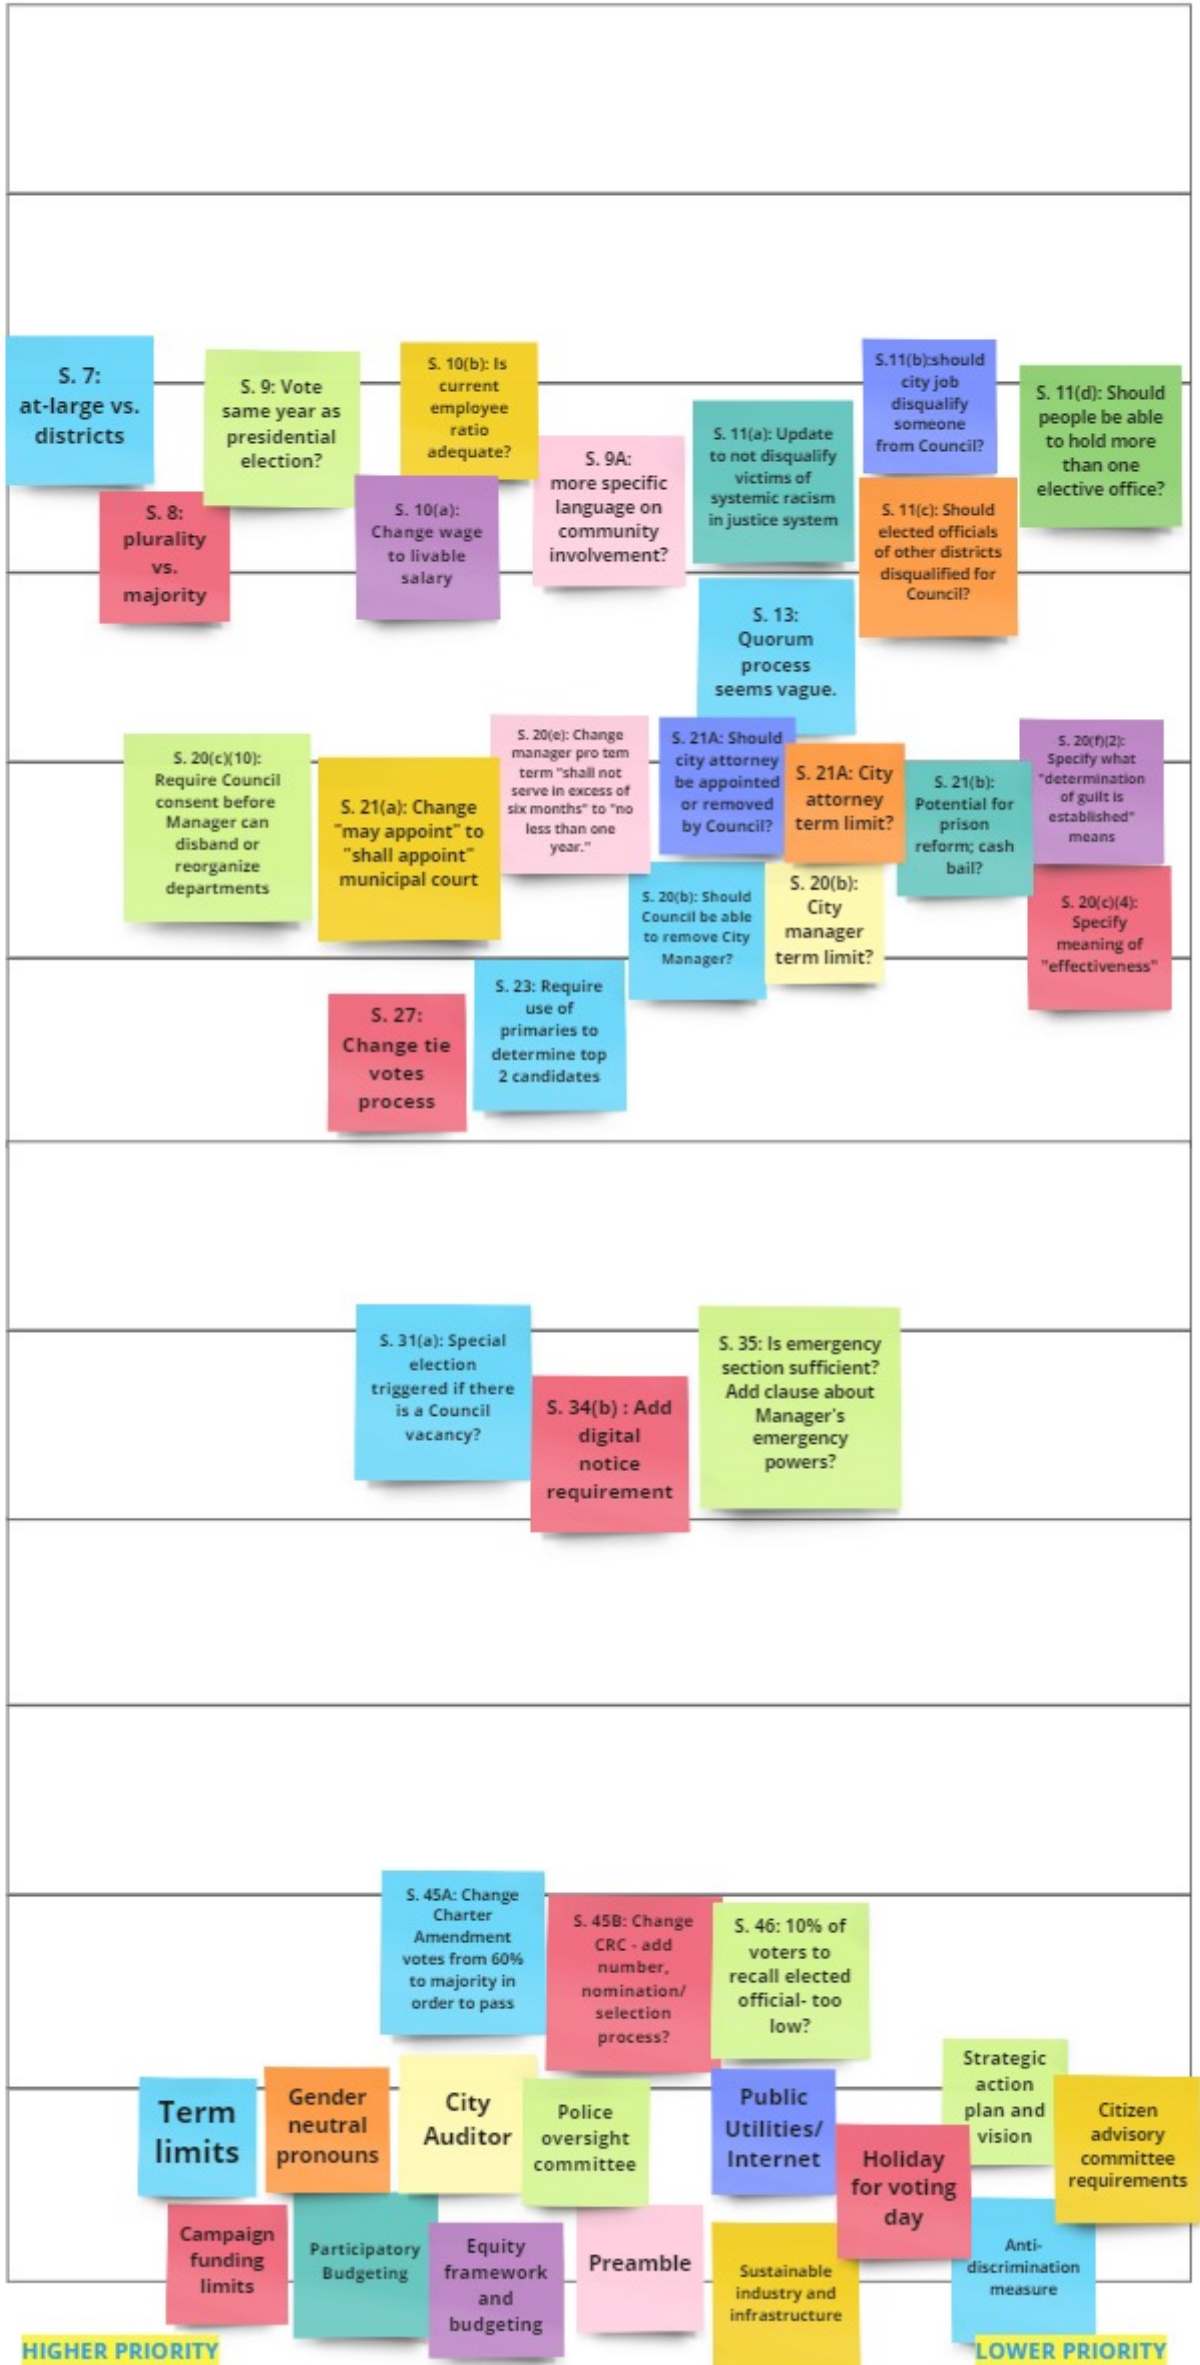 S. 7:
at-large vs.
districts
S. 8:
plurality
vs.
majority
S. 9: Vote
same year as
presidential
election?
S. 10(b): Is
current
employee
ratio
adequate?
S. 10(a):
Change wage
to livable
salary
S. 9A:
more specific
language on
community
involvement?
S. 11(a): Update
to not disqualify
victims of
systemic racism
in justice system
S.11(b):should
city job
disqualify
someone
from Council?
S. 11(c): Should
elected officials
of other districts
disqualified for
Council?
S. 11(d): Should
people be able
to hold more
than one
elective office?
S. 13:
Quorum
process
seems vague.
S. 20(c)(10):
Require Council
consent before
Manager can
disband or
reorganize
departments
S. 21(a): Change
"may appoint" to
"shall appoint"
municipal court
S. 20(e): Change
manager pro tem
term "shall not
serve in excess of
six months" to "no
less than one
year."
S. 21A: Should
city attorney
be appointed
or removed
by Council?
S. 21A: City
attorney
term limit?
S. 21(b):
Potential for
prison
reform; cash
bail?
S. 20(f)(2):
Specify what
"determination
of guilt is
established"
means
S. 20(b): Should
Council be able
to remove City
Manager?
S. 20(b):
City
manager
term limit?
S. 20(c)(4):
Specify
meaning of
"effectiveness"
S. 27:
Change tie
votes
process
S. 23: Require
use of
primaries to
determine top
2 candidates
S. 31(a): Special
election
triggered if there
is a Council
vacancy?
S. 34(b) : Add
digital
notice
requirement
S. 35: Is emergency
section sufficient?
Add clause about
Manager's
emergency
powers?
S. 45A: Change
Charter
Amendment
votes from 60%
to majority in
order to pass
S. 45B: Change
CRC - add
number,
nomination/
selection
process?
S. 46: 10% of
voters to
recall elected
official- too
low?
Term
limits
Gender
neutral
pronouns
City
Auditor
Police
oversight
committee
Public
Utilities/
Internet
Holiday
for voting
day
Strategic
action
plan and
vision
Citizen
advisory
committee
requirements
Campaign
funding
limits
Participatory
Budgeting
Equity
framework
and
budgeting
Preamble
Sustainable
industry and
infrastructure
Anti-
discrimination
measure
HIGHER PRIORITY
LOWER PRIORITY